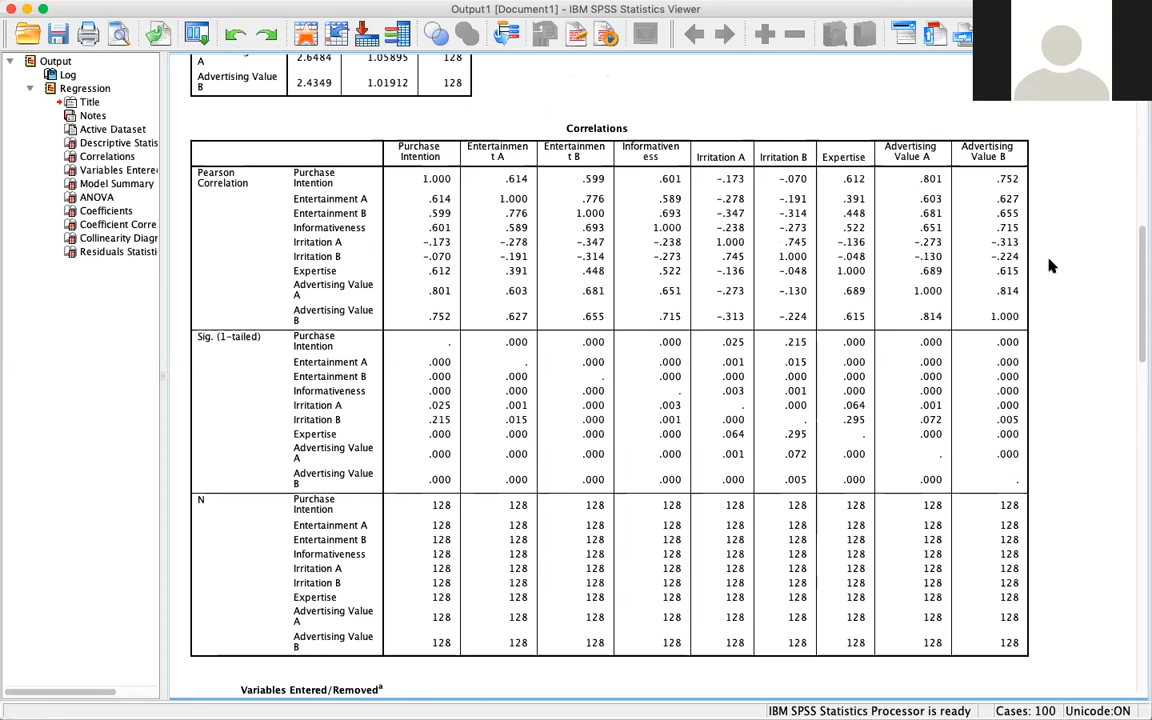 Output1 [Document1] - IBM SPSS Statistics Viewer
Output
Log
Regression
Title
Notes
Active Dataset
Descriptive Statis
Correlations
Variables Entere
Model Summary
ANOVA
Coefficients
Coefficient Corre
Collinearity Diagr
Residuals Statisti
A 2.6484 1.05895 128
Advertising Value
B 2.4349 1.01912 128
Correlations
Purchase Intention Entertainmen t A Entertainmen t B Informativen ess Irritation A Irritation B Expertise Advertising Value A Advertising Value B
Pearson Correlation Purchase Intention 1.000 .614 .599 .601 -.173 -.070 .612 .801 .752
Entertainment A .614 1.000 .776 .589 -.278 -.191 .391 .603 .627
Entertainment B .599 .776 1.000 .693 -.347 -.314 .448 .681 .655
Informativeness .601 .589 .693 1.000 -.238 -.273 .522 .651 .715
Irritation A -.173 -.278 -.347 -.238 1.000 .745 -.136 -.273 -.313
Irritation B -.070 -.191 -.314 -.273 .745 1.000 -.048 -.130 -.224
Expertise .612 .391 .448 .522 -.136 -.048 1.000 .689 .615
Advertising Value A .801 .603 .681 .651 -.273 -.130 .689 1.000 .814
Advertising Value B .752 .627 .655 .715 -.313 -.224 .615 .814 1.000
Sig. (1-tailed) Purchase Intention . .000 .000 .000 .025 .215 .000 .000 .000
Entertainment A .000 . .000 .000 .001 .015 .000 .000 .000
Entertainment B .000 .000 . .000 .000 .000 .000 .000 .000
Informativeness .000 .000 .000 . .003 .001 .000 .000 .000
Irritation A .025 .001 .000 .003 . .000 .064 .001 .000
Irritation B .215 .015 .000 .001 .000 . .295 .072 .005
Expertise .000 .000 .000 .000 .064 .295 . .000 .000
Advertising Value A .000 .000 .000 .000 .001 .072 .000 . .000
Advertising Value B .000 .000 .000 .000 .000 .005 .000 .000 .
N Purchase Intention 128 128 128 128 128 128 128 128 128
Entertainment A 128 128 128 128 128 128 128 128 128
Entertainment B 128 128 128 128 128 128 128 128 128
Informativeness 128 128 128 128 128 128 128 128 128
Irritation A 128 128 128 128 128 128 128 128 128
Irritation B 128 128 128 128 128 128 128 128 128
Expertise 128 128 128 128 128 128 128 128 128
Advertising Value A 128 128 128 128 128 128 128 128 128
Advertising Value B 128 128 128 128 128 128 128 128 128
Variables Entered/Removedᵃ
IBM SPSS Statistics Processor is ready Cases: 100 Unicode:ON